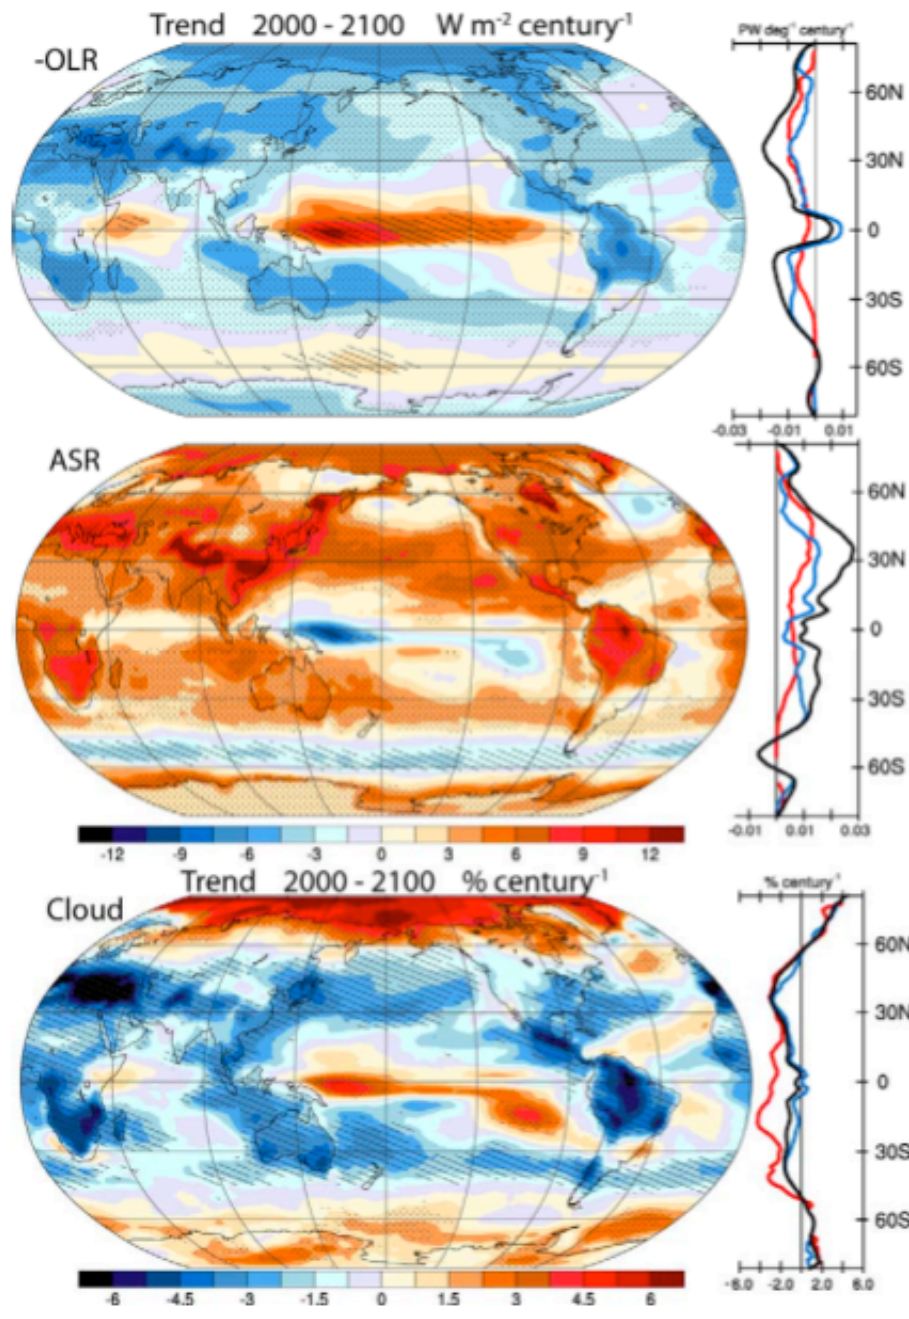 Trend 2000 - 2100 W m-2 century-1
PW deg-1 century-1
-OLR
60N
30N
0
30S
60S
-0.03 -0.01 0.01
ASR
60N
30N
0
30S
60S
-0.01 0.01 0.03
-12 -9 -6 -3 0 3 6 9 12
Trend 2000 - 2100 % century-1
% century-1
Cloud
60N
30N
0
30S
60S
-6 -4.5 -3 -1.5 0 1.5 3 4.5 6
-6.0 -2.0 2.0 6.0